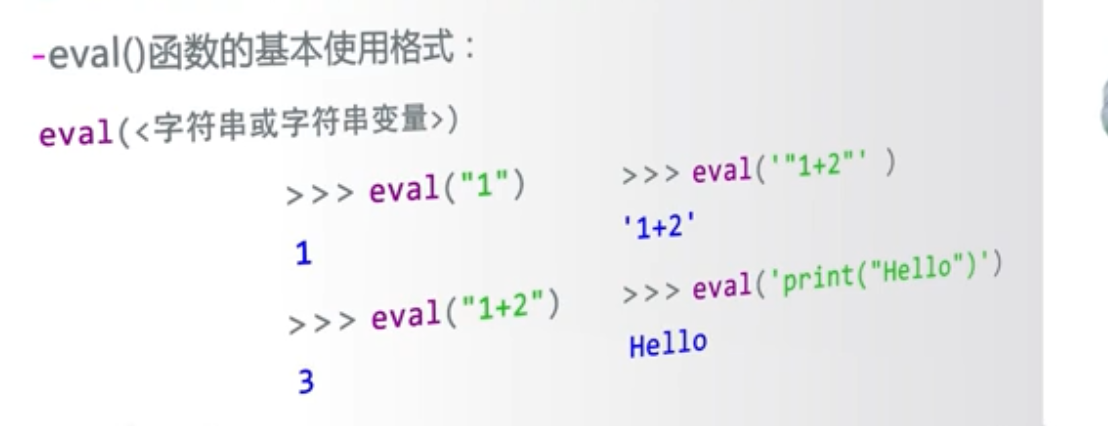 -eval()函数的基本使用格式：
eval(<字符串或字符串变量>)
>>> eval("1")
1
>>> eval("1+2")
3
>>> eval('"1+2"' )
'1+2'
>>> eval('print("Hello")')
Hello